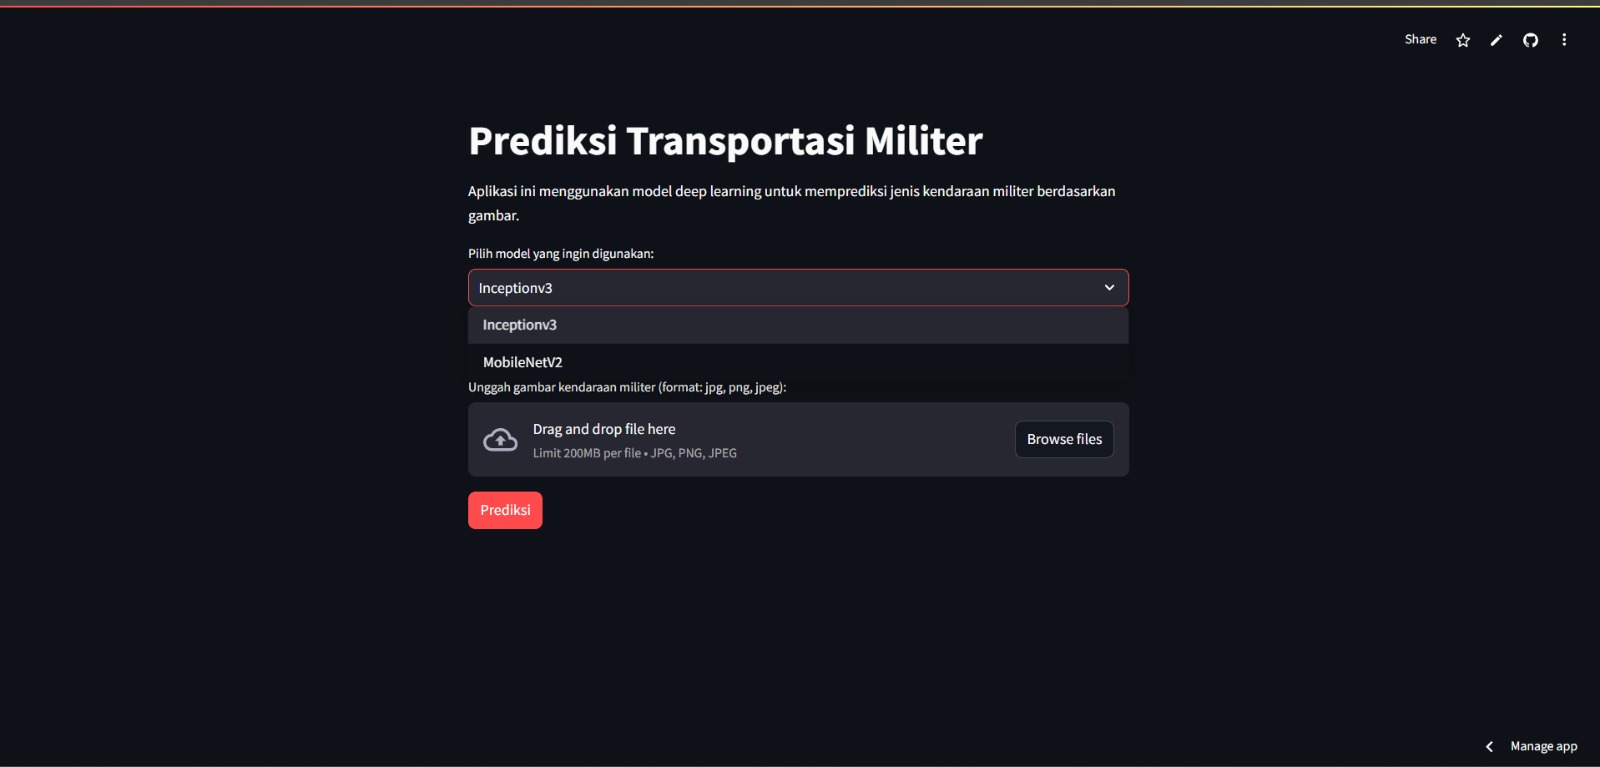 Share
Prediksi Transportasi Militer
Aplikasi ini menggunakan model deep learning untuk memprediksi jenis kendaraan militer berdasarkan
gambar.
Pilih model yang ingin digunakan:
Inceptionv3
Inceptionv3
MobileNetV2
Unggah gambar kendaraan militer (format: jpg, png, jpeg):
Drag and drop file here
Limit 200MB per file • JPG, PNG, JPEG
Browse files
Prediksi
Manage app